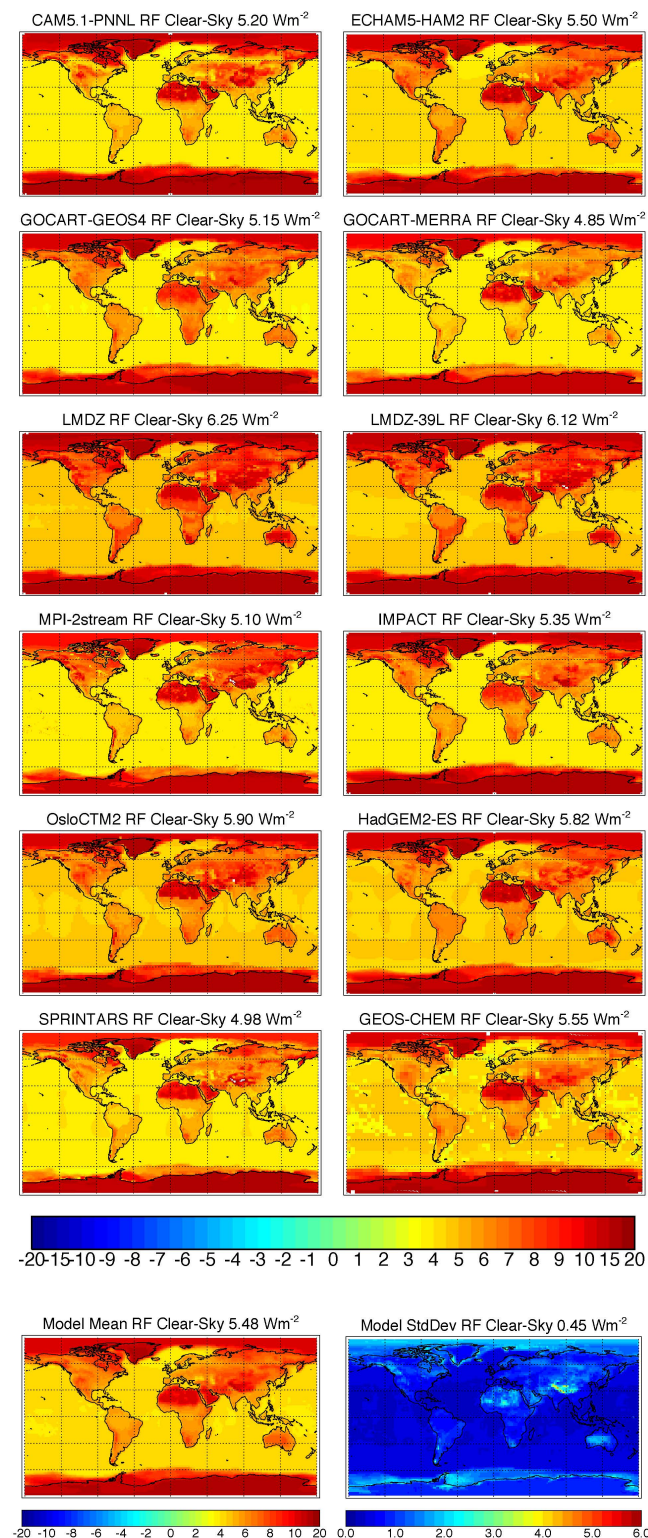 CAM5.1-PNNL RF Clear-Sky 5.20 Wm-2
ECHAM5-HAM2 RF Clear-Sky 5.50 Wm-2
GOCART-GEOS4 RF Clear-Sky 5.15 Wm-2
GOCART-MERRA RF Clear-Sky 4.85 Wm-2
LMDZ RF Clear-Sky 6.25 Wm-2
LMDZ-39L RF Clear-Sky 6.12 Wm-2
MPI-2stream RF Clear-Sky 5.10 Wm-2
IMPACT RF Clear-Sky 5.35 Wm-2
OsloCTM2 RF Clear-Sky 5.90 Wm-2
HadGEM2-ES RF Clear-Sky 5.82 Wm-2
SPRINTARS RF Clear-Sky 4.98 Wm-2
GEOS-CHEM RF Clear-Sky 5.55 Wm-2
-20 -15 -10 -9 -8 -7 -6 -5 -4 -3 -2 -1 0 1 2 3 4 5 6 7 8 9 10 15 20
Model Mean RF Clear-Sky 5.48 Wm-2
Model StdDev RF Clear-Sky 0.45 Wm-2
-20 -10 -8 -6 -4 -2 0 2 4 6 8 10 20
0.0 1.0 2.0 3.0 4.0 5.0 6.0